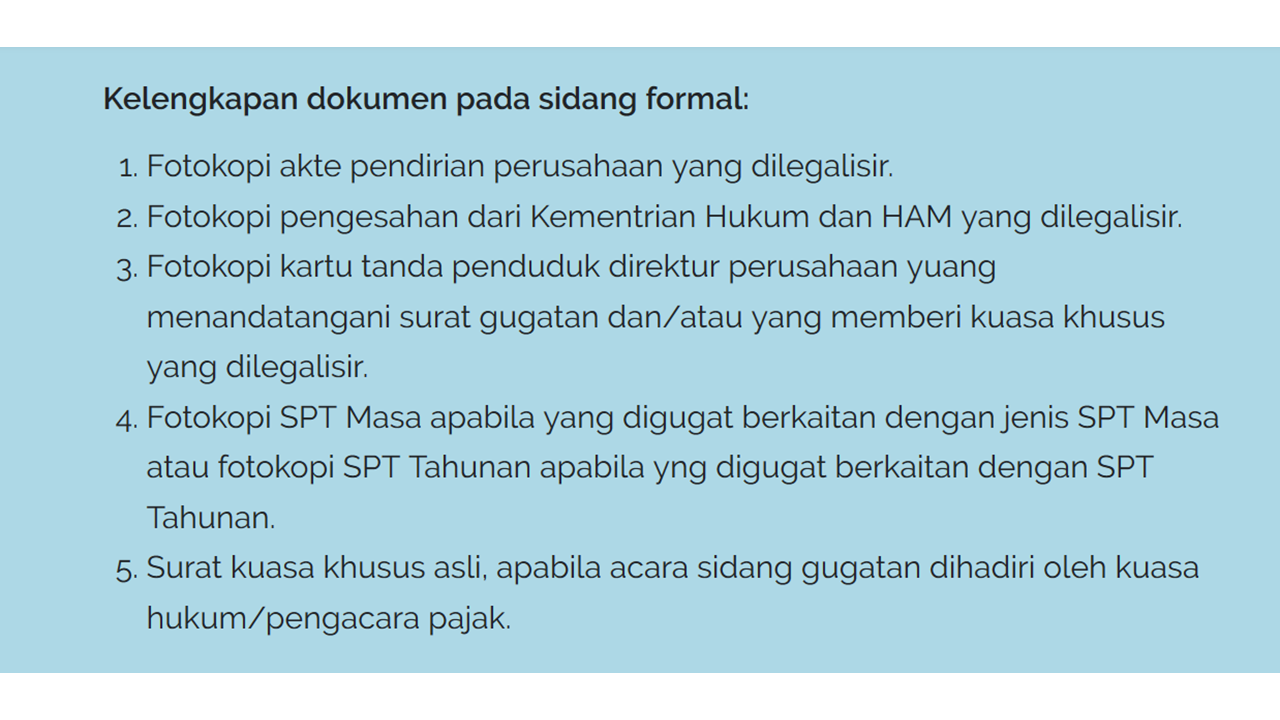 Kelengkapan dokumen pada sidang formal:
1. Fotokopi akte pendirian perusahaan yang dilegalisir.
2. Fotokopi pengesahan dari Kementrian Hukum dan HAM yang dilegalisir.
3. Fotokopi kartu tanda penduduk direktur perusahaan yuang
menandatangani surat gugatan dan/atau yang memberi kuasa khusus
yang dilegalisir.
4. Fotokopi SPT Masa apabila yang digugat berkaitan dengan jenis SPT Masa
atau fotokopi SPT Tahunan apabila yng digugat berkaitan dengan SPT
Tahunan.
5. Surat kuasa khusus asli, apabila acara sidang gugatan dihadiri oleh kuasa
hukum/pengacara pajak.